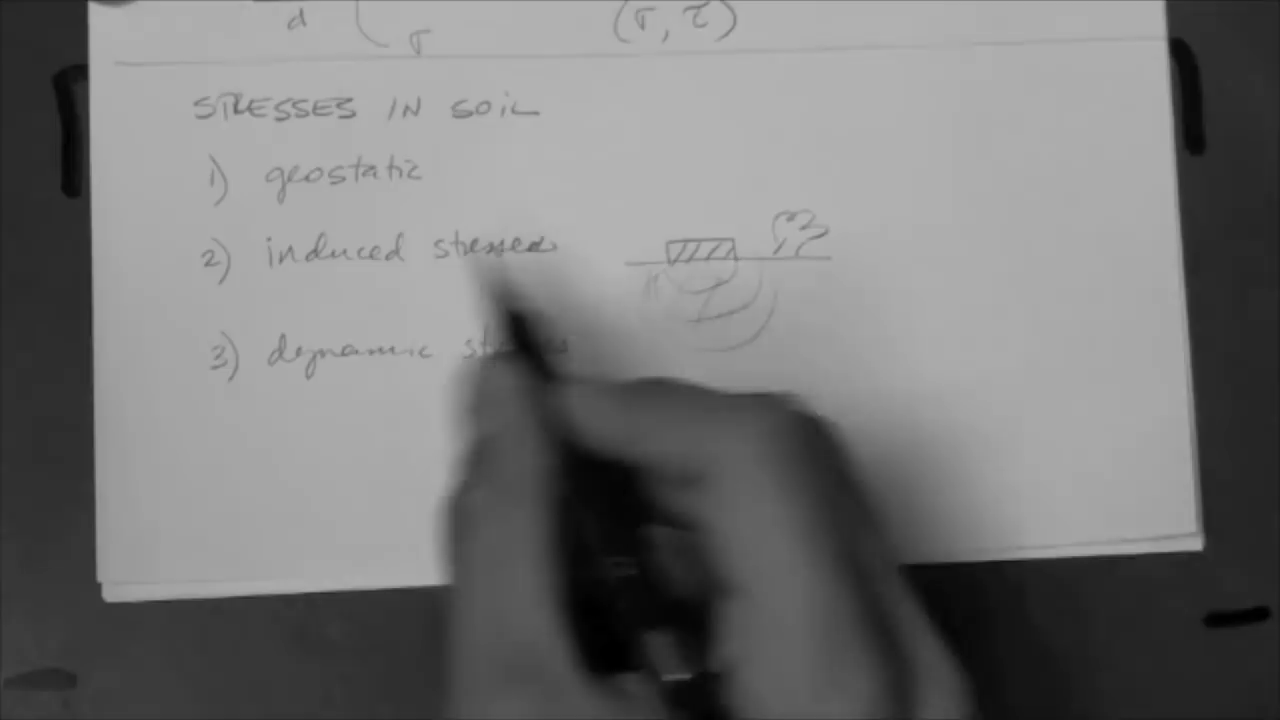 d
σ
(σ, τ)
STRESSES IN SOIL
1) geostatic
2) induced stresses
3) dynamic